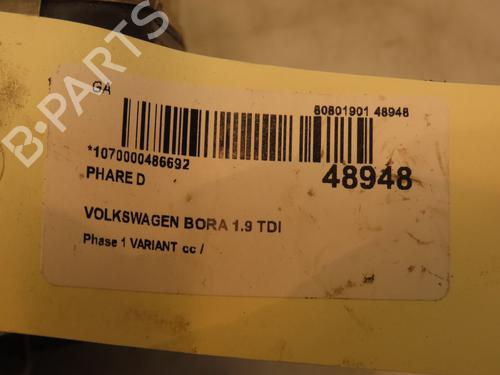 B-PARTS
GA
80801901 48948
*1070000486692
PHARE D
48948
VOLKSWAGEN BORA 1.9 TDI
Phase 1 VARIANT cc /